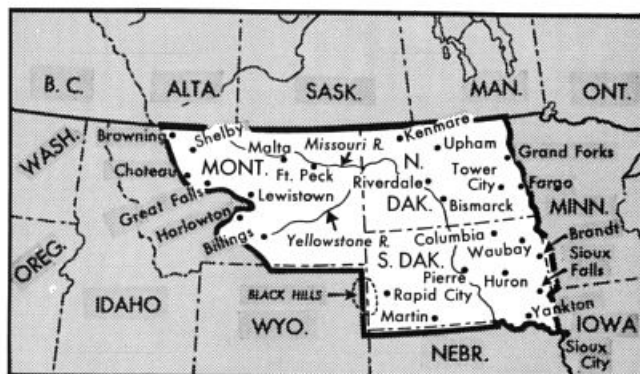 B. C.
ALTA.
SASK.
MAN.
ONT.
WASH.
Browning
Shelby
Malta
Missouri R.
Kenmare
Upham
Grand Forks
Choteau
MONT.
Ft. Peck
N.
DAK.
Riverdale
Tower
City
Fargo
Great Falls
Lewistown
Bismarck
MINN.
Harlowton
Billings
Yellowstone R.
Columbia
Waubay
Brandt
OREG.
S. DAK.
Sioux
Falls
Pierre
Huron
IDAHO
BLACK HILLS
Rapid City
WYO.
Martin
Yankton
IOWA
NEBR.
Sioux
City